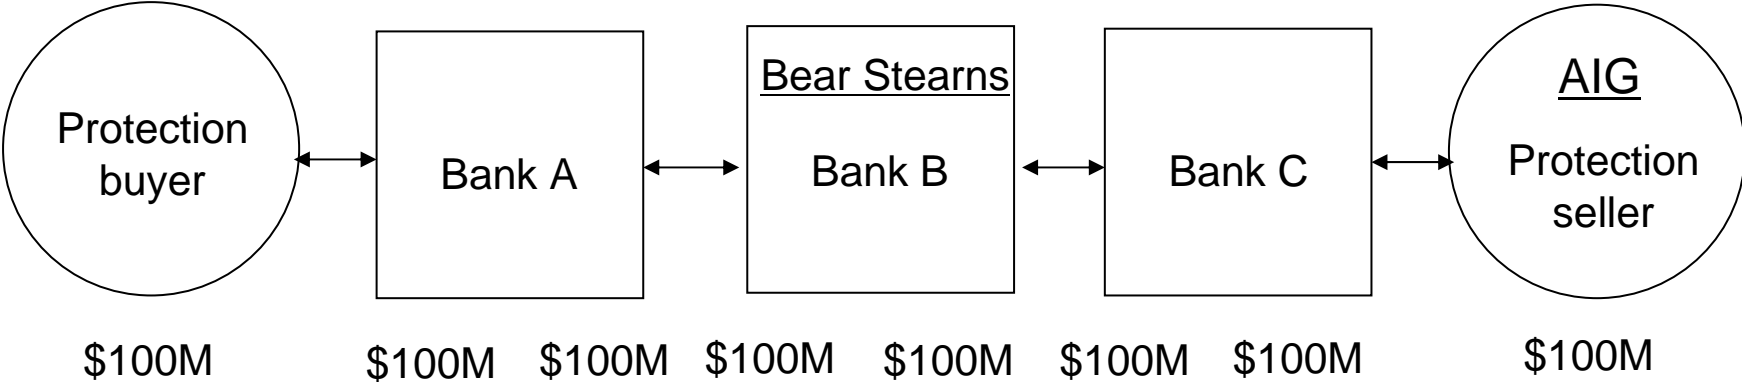 Protection
buyer
Bank A
Bear Stearns
Bank B
Bank C
AIG
Protection
seller
$100M
$100M
$100M
$100M
$100M
$100M
$100M
$100M